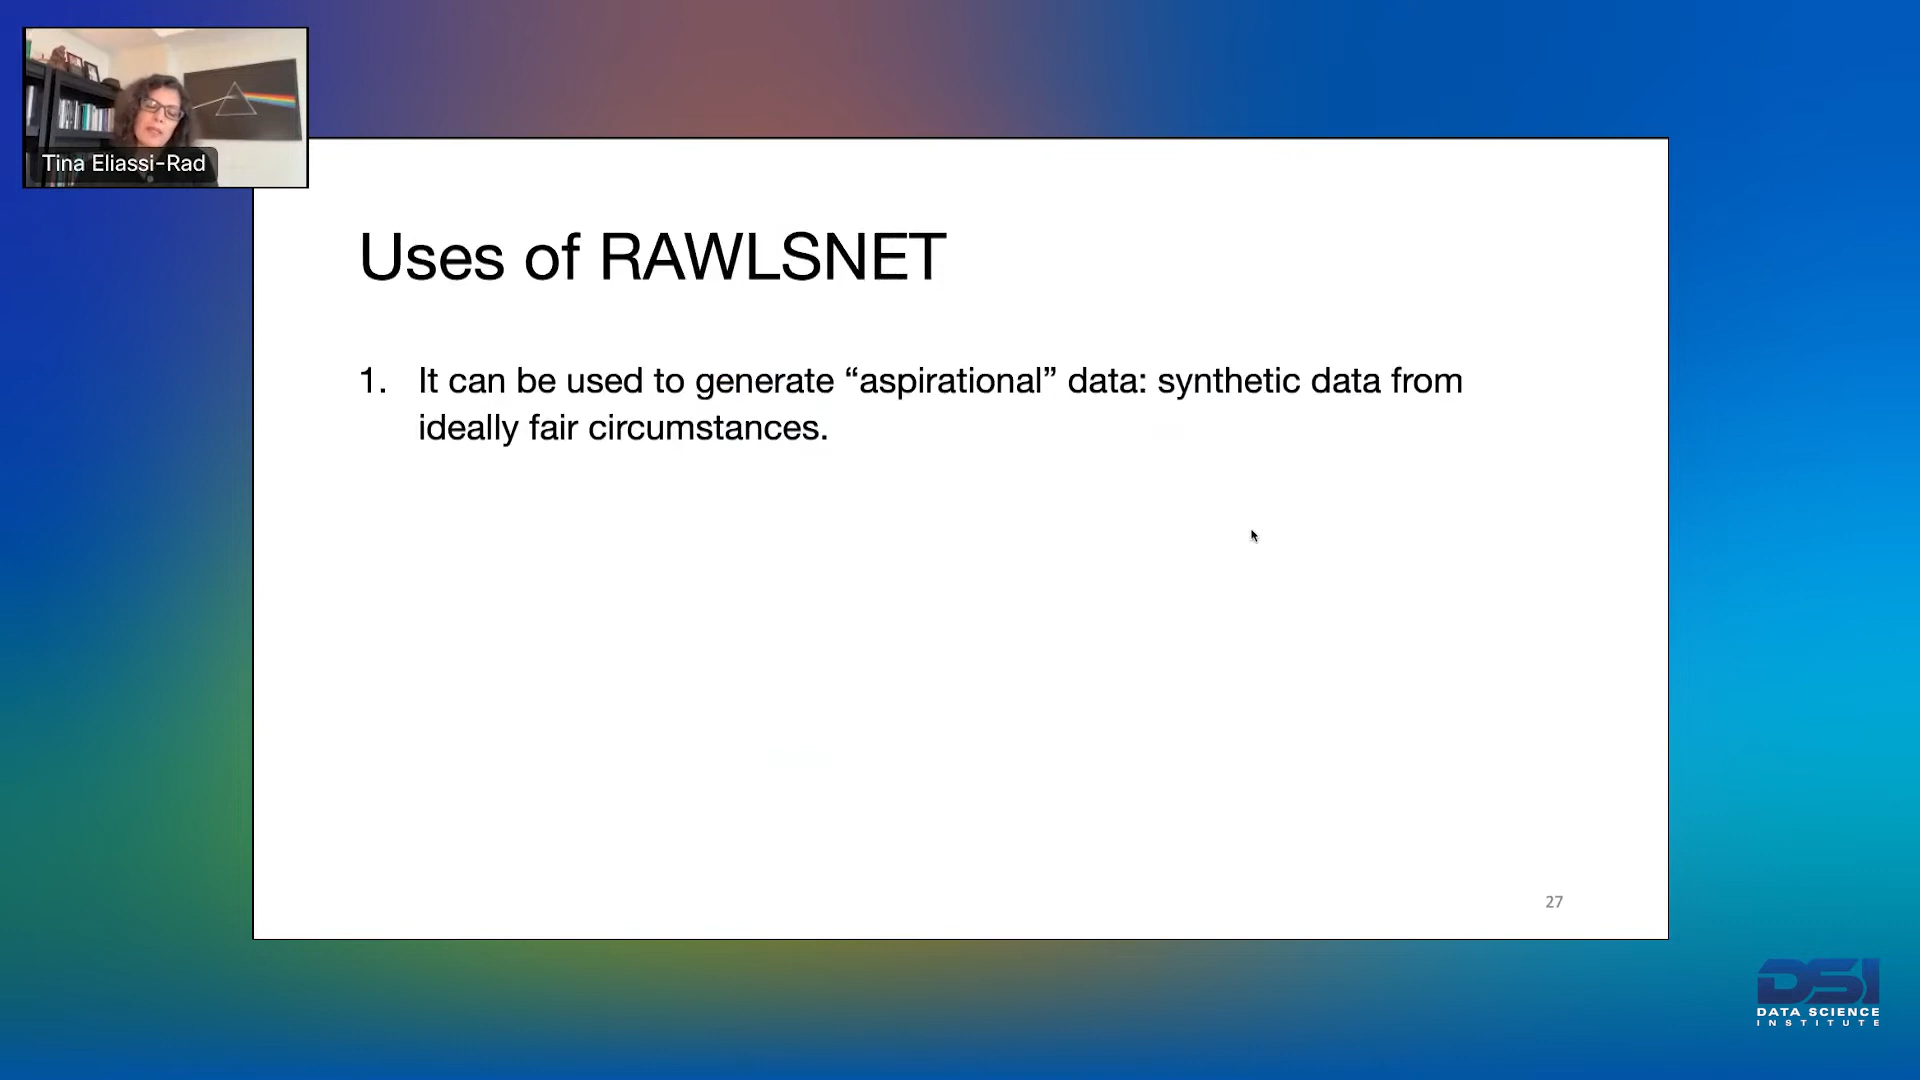 Tina Eliassi-Rad
Uses of RAWLSNET
1. It can be used to generate “aspirational” data: synthetic data from
ideally fair circumstances.
27
DSI
DATA SCIENCE
INSTITUTE